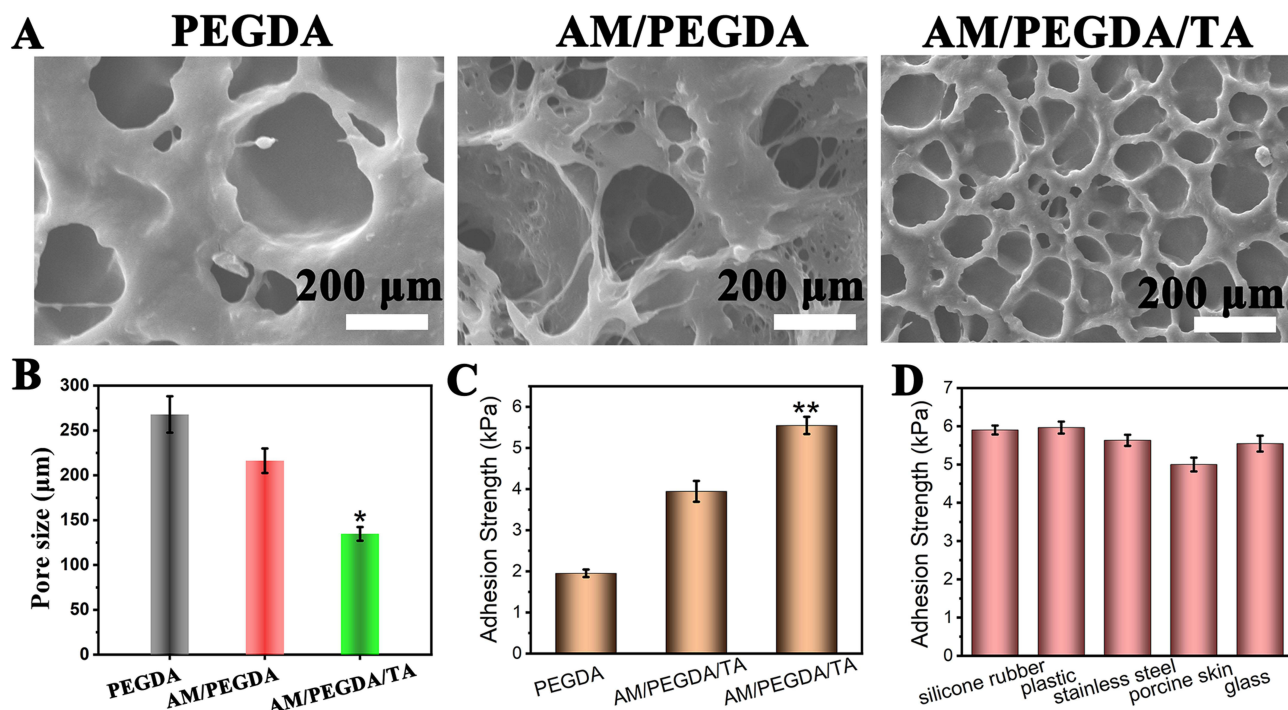 A
PEGDA
AM/PEGDA
AM/PEGDA/TA
200 μm
200 μm
200 μm
B
300
250
200
150
100
50
0
Pore size (μm)
*
PEGDA
AM/PEGDA
AM/PEGDA/TA
C
6
5
4
3
2
1
0
Adhesion Strength (kPa)
**
PEGDA
AM/PEGDA/TA
AM/PEGDA/TA
D
7
6
5
4
3
2
1
0
Adhesion Strength (kPa)
silicone rubber
plastic
stainless steel
porcine skin
glass